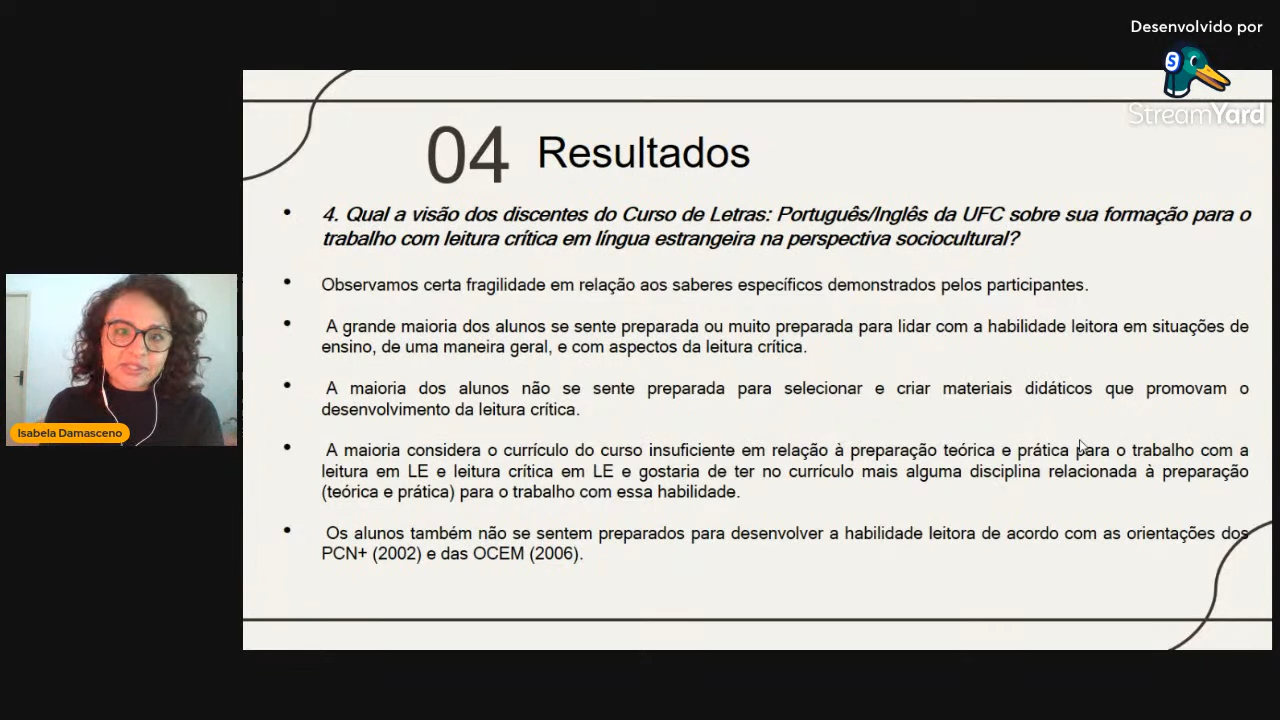 Desenvolvido por
S
StreamYard
04 Resultados
• 4. Qual a visão dos discentes do Curso de Letras: Português/Inglês da UFC sobre sua formação para o
trabalho com leitura crítica em língua estrangeira na perspectiva sociocultural?
• Observamos certa fragilidade em relação aos saberes específicos demonstrados pelos participantes.
• A grande maioria dos alunos se sente preparada ou muito preparada para lidar com a habilidade leitora em situações de
ensino, de uma maneira geral, e com aspectos da leitura crítica.
• A maioria dos alunos não se sente preparada para selecionar e criar materiais didáticos que promovam o
desenvolvimento da leitura crítica.
• A maioria considera o currículo do curso insuficiente em relação à preparação teórica e prática para o trabalho com a
leitura em LE e leitura crítica em LE e gostaria de ter no currículo mais alguma disciplina relacionada à preparação
(teórica e prática) para o trabalho com essa habilidade.
• Os alunos também não se sentem preparados para desenvolver a habilidade leitora de acordo com as orientações dos
PCN+ (2002) e das OCEM (2006).
Isabela Damasceno